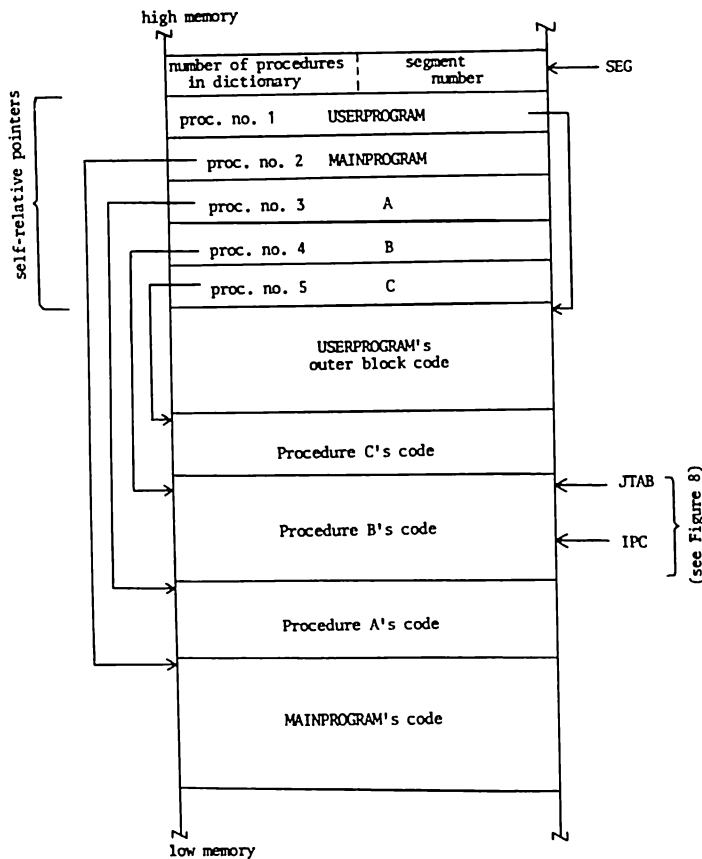 high memory
number of procedures
in dictionary
segment
number
SEG
self-relative pointers
proc. no. 1 USERPROGRAM
proc. no. 2 MAINPROGRAM
proc. no. 3 A
proc. no. 4 B
proc. no. 5 C
USERPROGRAM's
outer block code
Procedure C's code
JTAB
Procedure B's code
IPC
(see Figure 8)
Procedure A's code
MAINPROGRAM's code
low memory